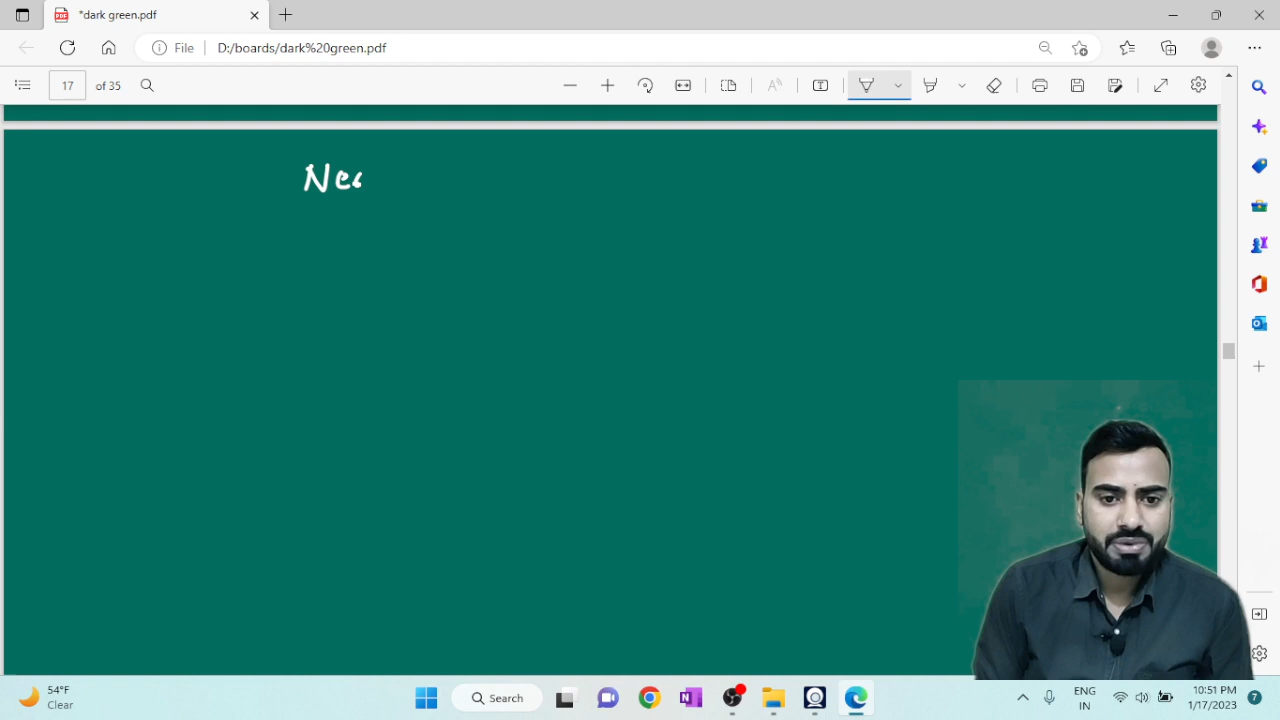 *dark green.pdf
File D:/boards/dark%20green.pdf
17 of 35
54°F
Clear
Search
ENG
IN
10:51 PM
1/17/2023
7